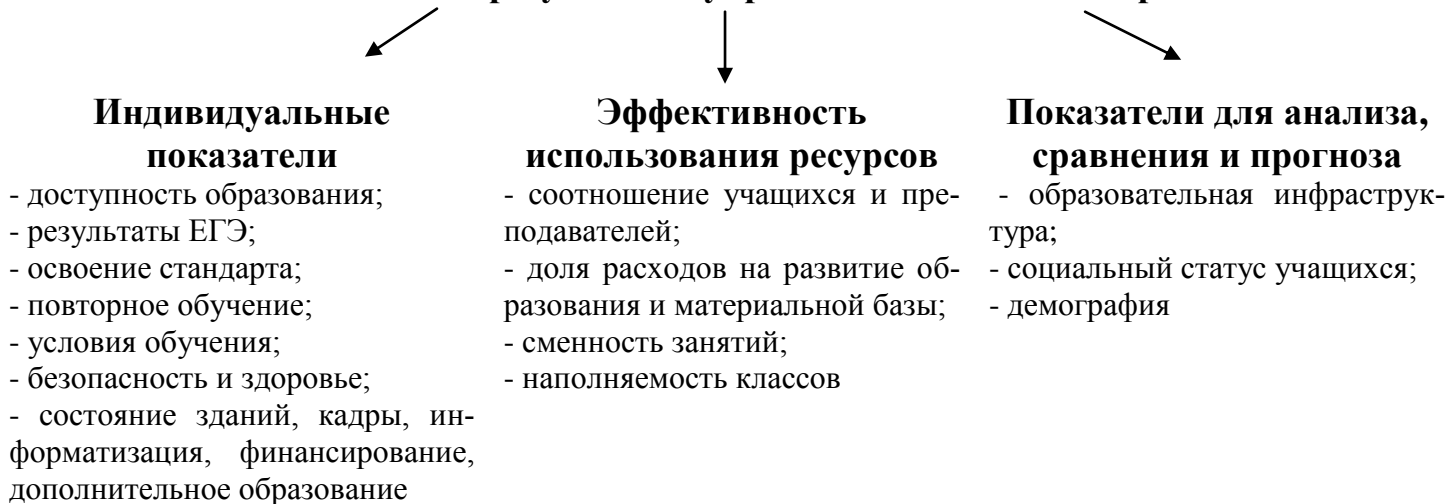 Индивидуальные
показатели
- доступность образования;
- результаты ЕГЭ;
- освоение стандарта;
- повторное обучение;
- условия обучения;
- безопасность и здоровье;
- состояние зданий, кадры, ин-
форматизация, финансирование,
дополнительное образование
Эффективность
использования ресурсов
- соотношение учащихся и пре-
подавателей;
- доля расходов на развитие об-
разования и материальной базы;
- сменность занятий;
- наполняемость классов
Показатели для анализа,
сравнения и прогноза
- образовательная инфраструк-
тура;
- социальный статус учащихся;
- демография